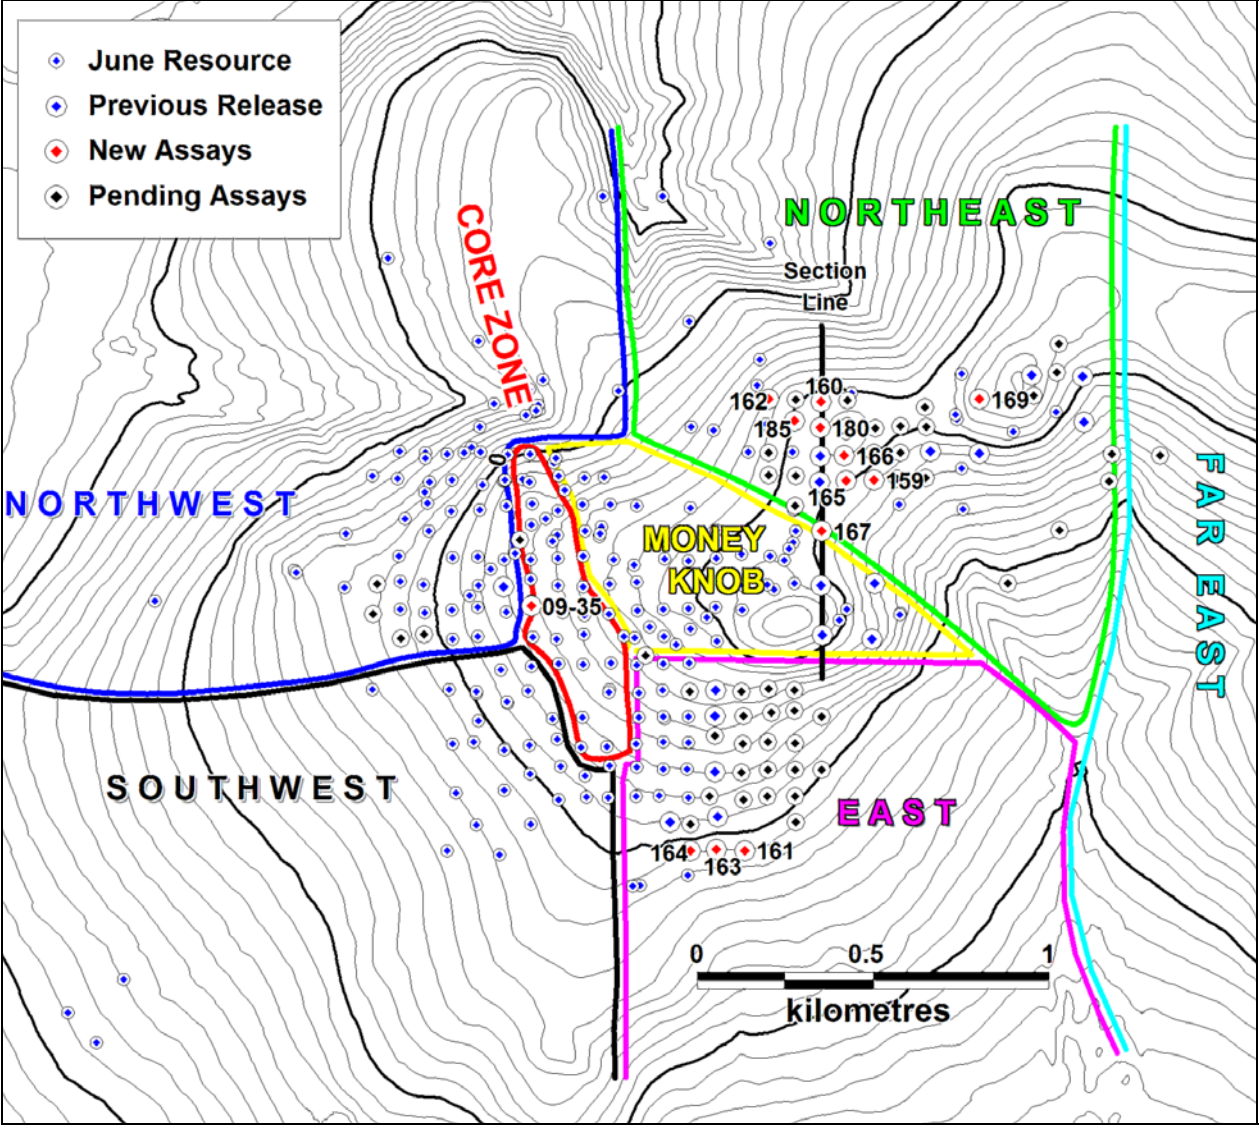 June Resource
Previous Release
New Assays
Pending Assays
CORE ZONE
NORTHEAST
Section
Line
160
162
169
185
180
166
159
165
0
NORTHWEST
MONEY
KNOB
167
FAR EAST
09-35
SOUTHWEST
EAST
164
163
161
0 0.5 1
kilometres